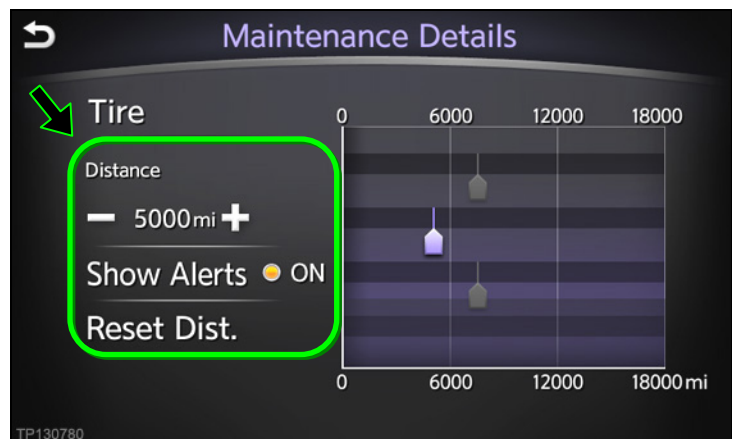 Maintenance Details
Tire
0 6000 12000 18000
Distance
5000mi
Show Alerts ON
Reset Dist.
0 6000 12000 18000mi
TP130780